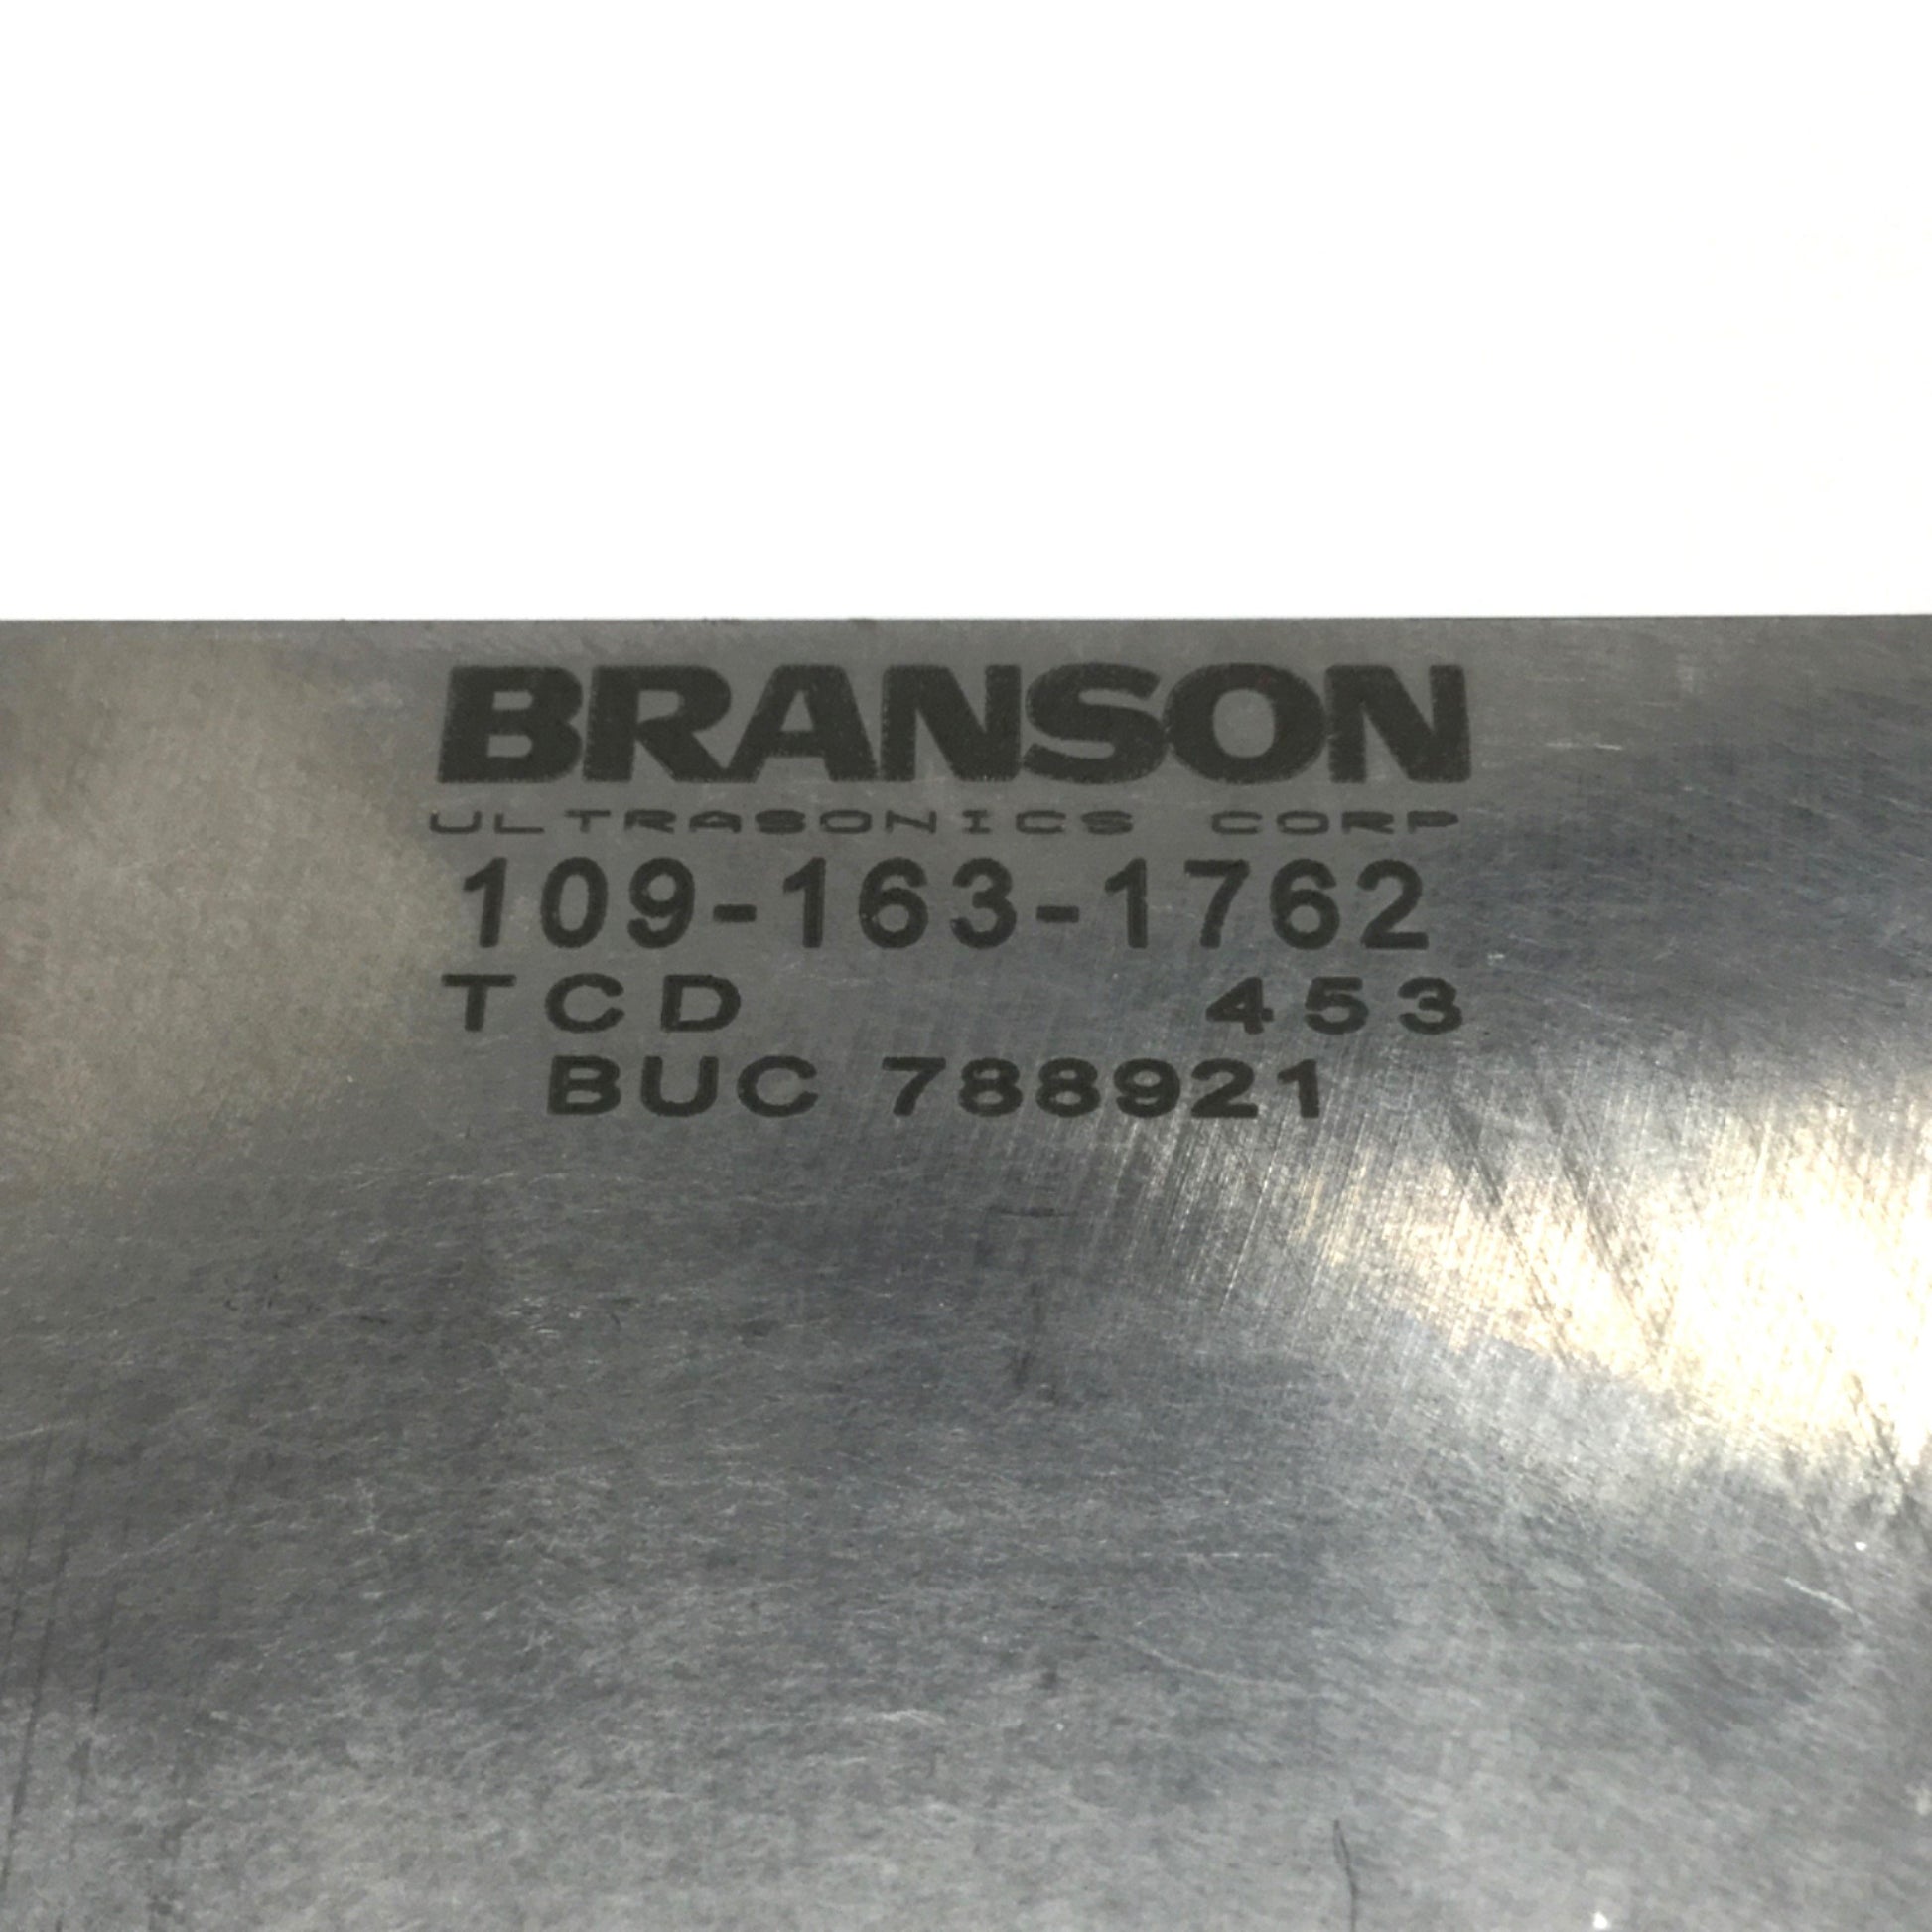 BRANSON
ULTRASONICS CORP
109-163-1762
TCD 453
BUC 788921